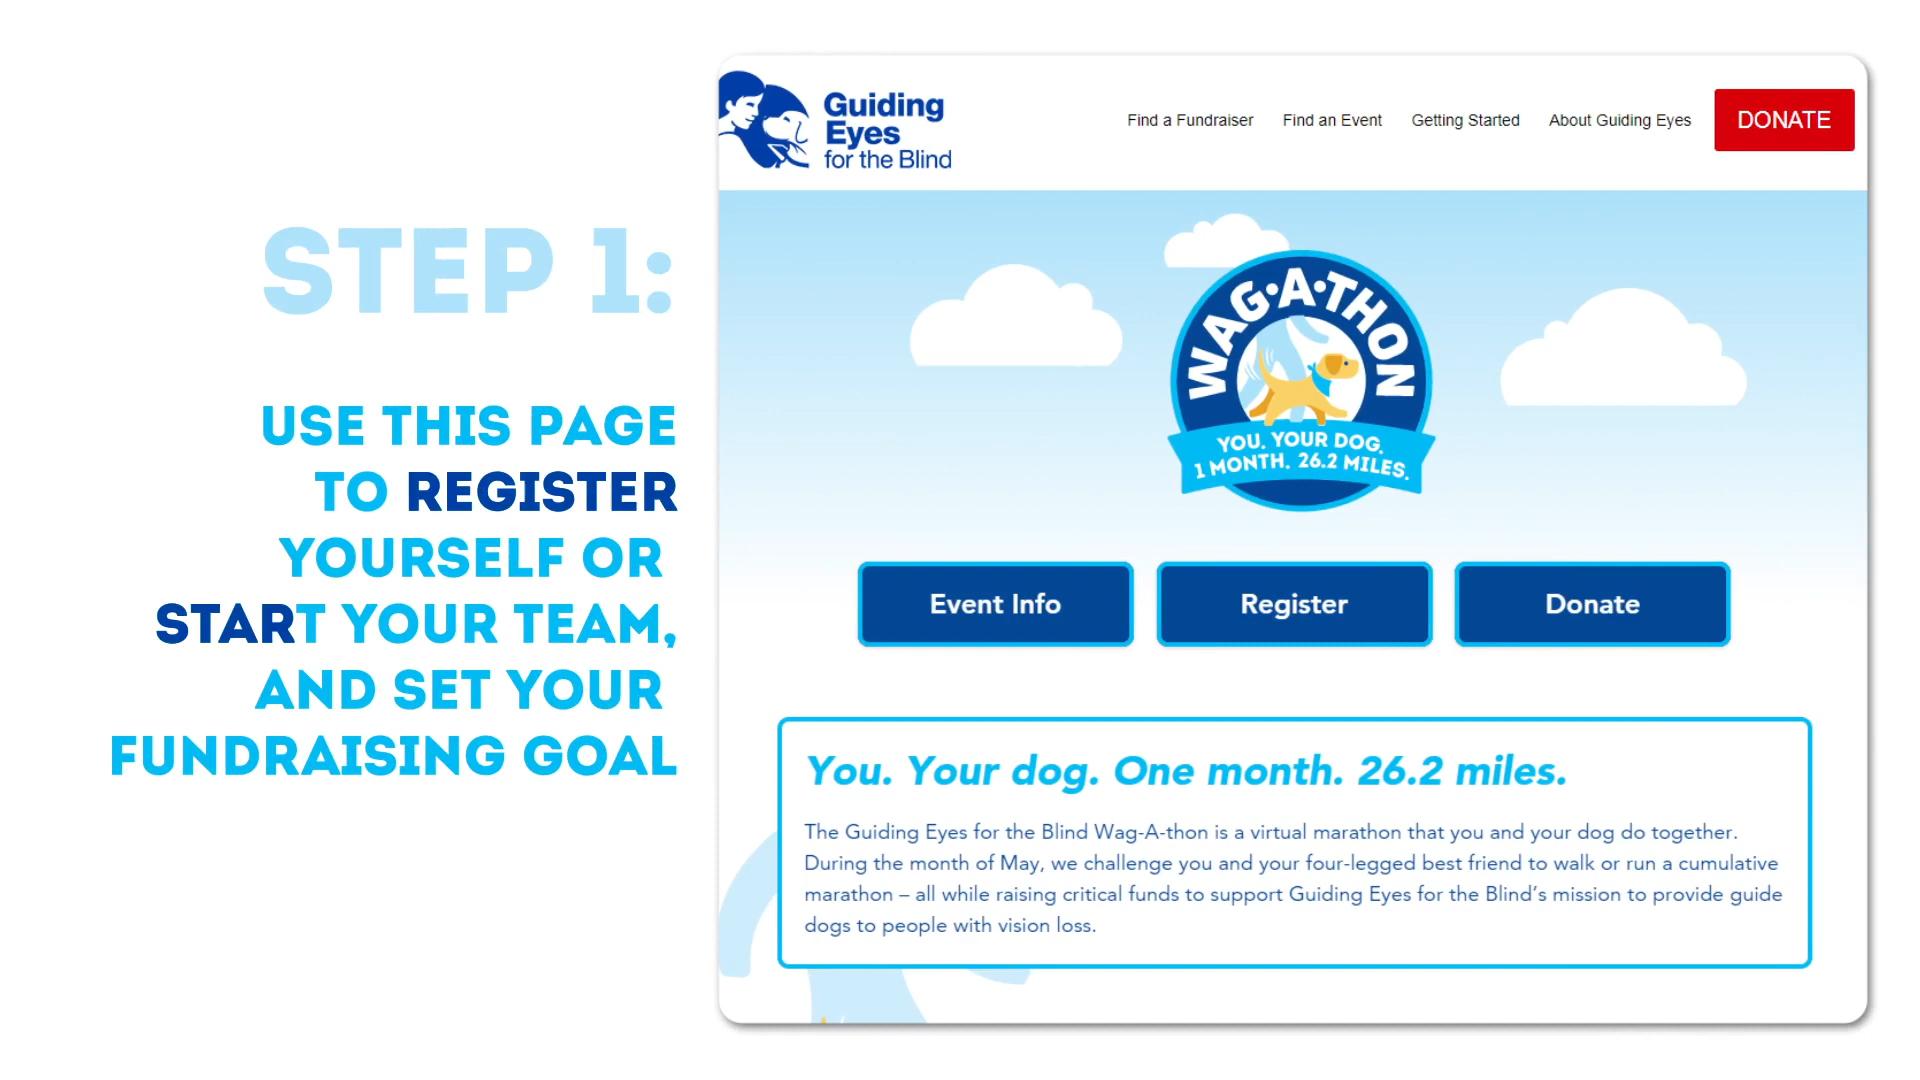 STEP 1:
USE THIS PAGE
TO REGISTER
YOURSELF OR
START YOUR TEAM,
AND SET YOUR
FUNDRAISING GOAL
Guiding
Eyes
for the Blind
Find a Fundraiser
Find an Event
Getting Started
About Guiding Eyes
DONATE
WAG•A•THON
YOU. YOUR DOG.
1 MONTH. 26.2 MILES.
Event Info
Register
Donate
You. Your dog. One month. 26.2 miles.
The Guiding Eyes for the Blind Wag-A-thon is a virtual marathon that you and your dog do together.
During the month of May, we challenge you and your four-legged best friend to walk or run a cumulative
marathon – all while raising critical funds to support Guiding Eyes for the Blind’s mission to provide guide
dogs to people with vision loss.